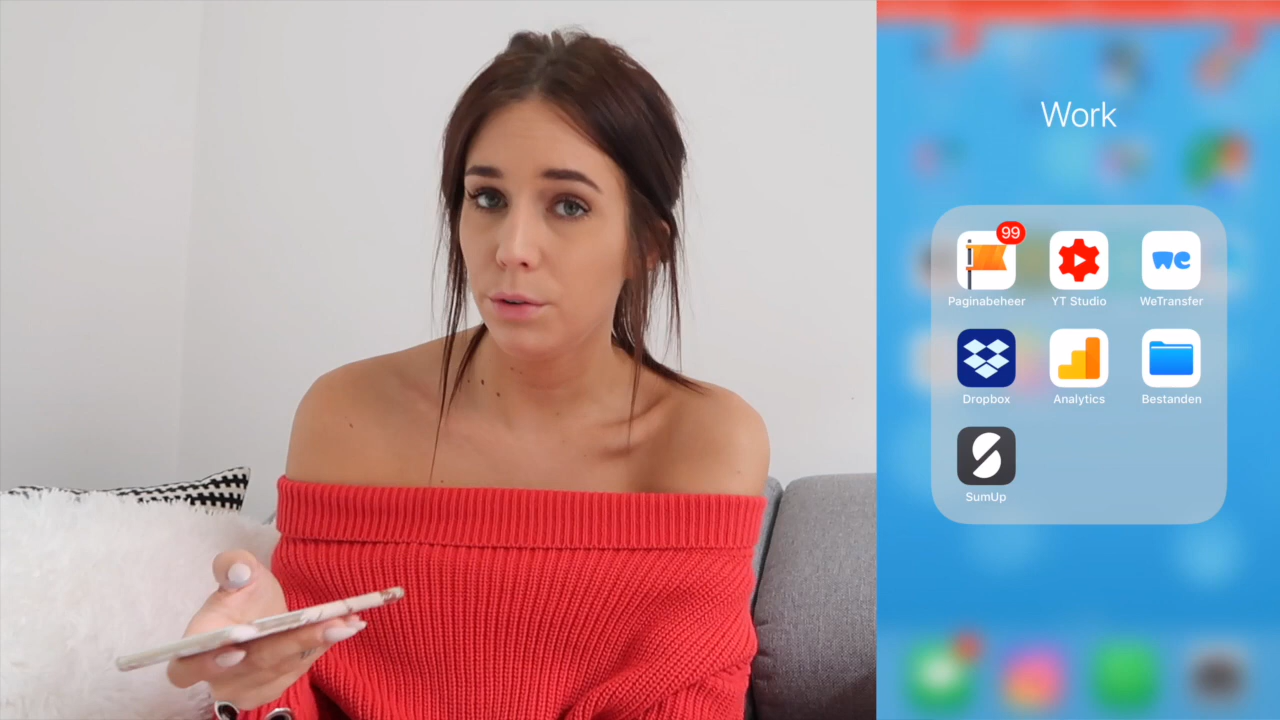 Work
99
Paginabeheer YT Studio WeTransfer
Dropbox Analytics Bestanden
SumUp